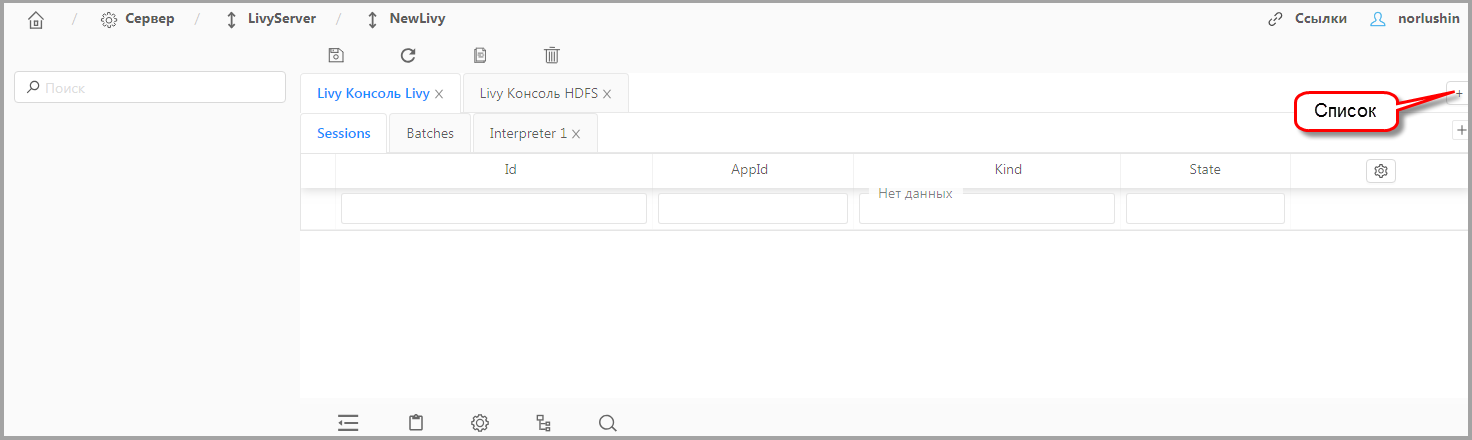 / Сервер / LivyServer / NewLivy Ссылки norlushin
Поиск
Livy Консоль Livy Livy Консоль HDFS +
Список
Sessions Batches Interpreter 1 +
Id AppId Kind State
Нет данных